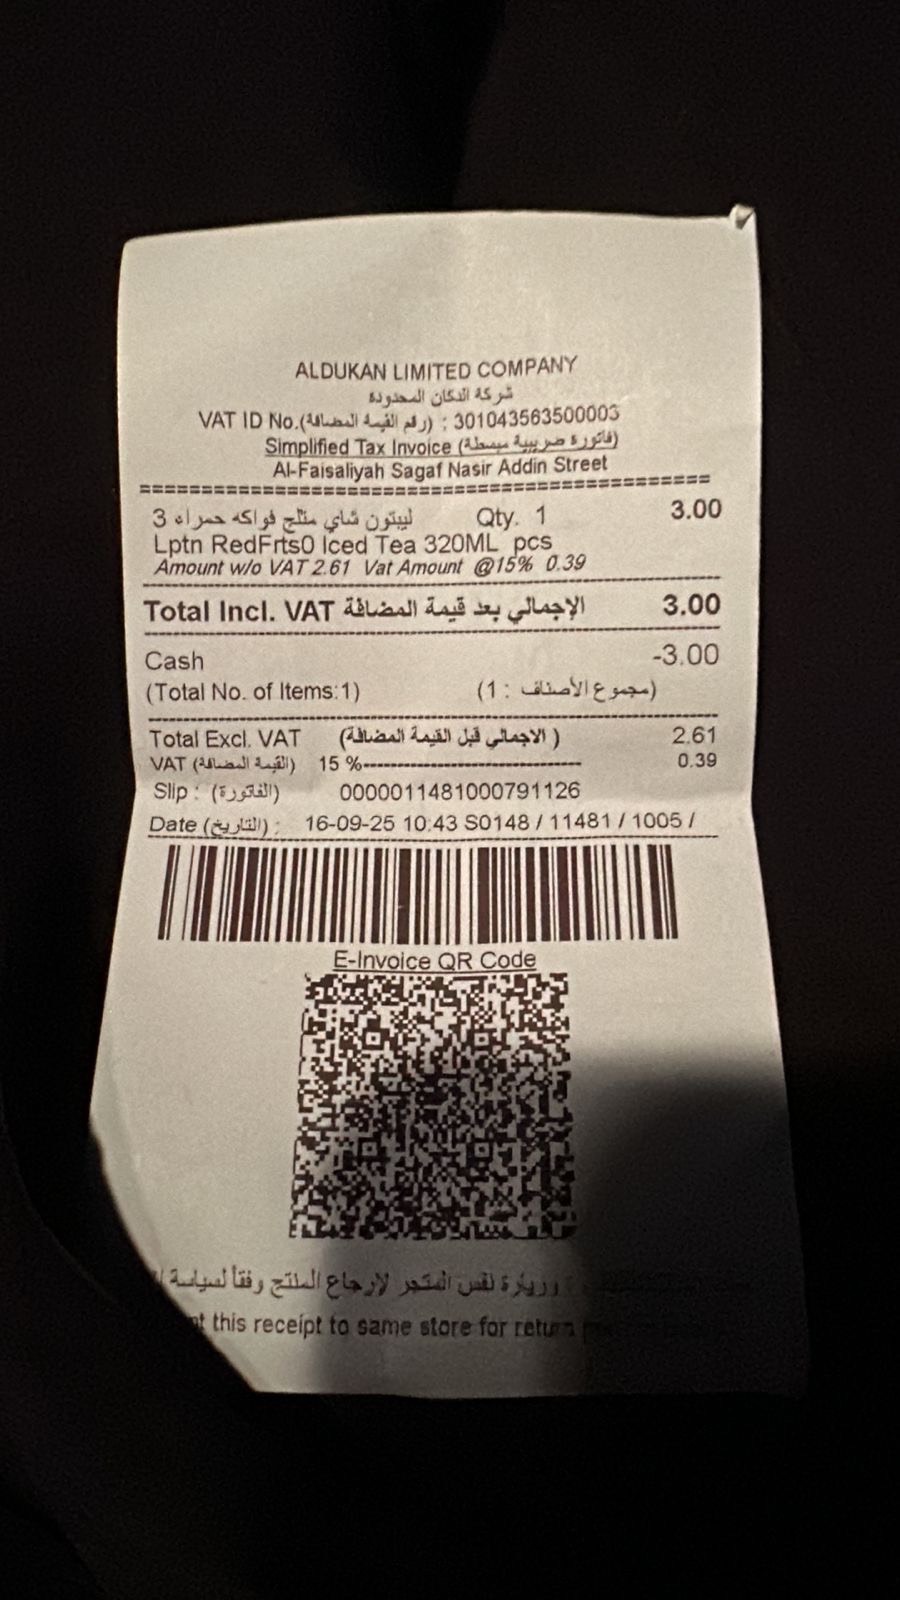 ALDUKAN LIMITED COMPANY
شركة الدكان المحدودة
VAT ID No.(رقم القيمة المضافة) : 301043563500003
Simplified Tax Invoice (فاتورة ضريبية مبسطة)
Al-Faisaliyah Sagaf Nasir Addin Street
ليبتون شاي مثلج فواكه حمراء 3 Qty. 1 3.00
Lptn RedFrts0 Iced Tea 320ML pcs
Amount w/o VAT 2.61 Vat Amount @15% 0.39
Total Incl. VAT الإجمالي بعد قيمة المضافة 3.00
Cash -3.00
(Total No. of Items:1) (مجموع الأصناف : 1)
Total Excl. VAT (الاجمالي قبل القيمة المضافة ) 2.61
VAT (القيمة المضافة) 15 %------------------------------ 0.39
Slip : (الفاتورة) 0000011481000791126
Date (التاريخ) : 16-09-25 10:43 S0148 / 11481 / 1005 /
E-Invoice QR Code
وزيارة نفس المتجر لإرجاع المنتج وفقاً لسياسة
this receipt to same store for return